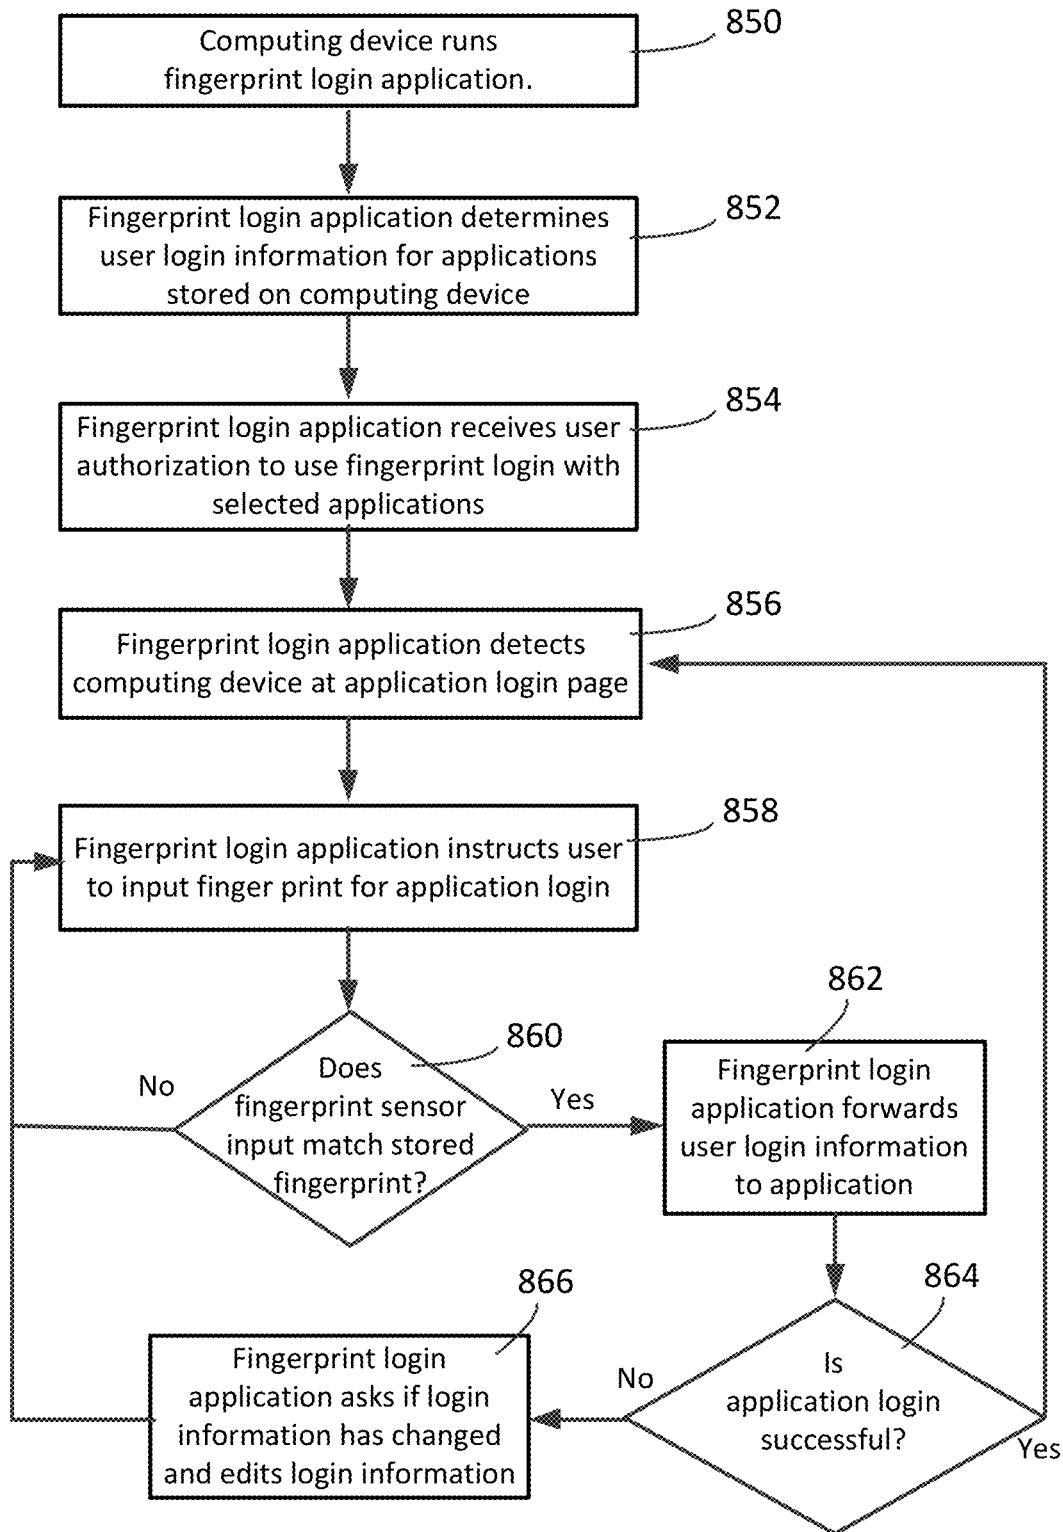 850
Computing device runs
fingerprint login application.
852
Fingerprint login application determines
user login information for applications
stored on computing device
854
Fingerprint login application receives user
authorization to use fingerprint login with
selected applications
856
Fingerprint login application detects
computing device at application login page
858
Fingerprint login application instructs user
to input finger print for application login
860
Does
fingerprint sensor
input match stored
fingerprint?
No
Yes
862
Fingerprint login
application forwards
user login information
to application
864
Is
application login
successful?
No
Yes
866
Fingerprint login
application asks if login
information has changed
and edits login information